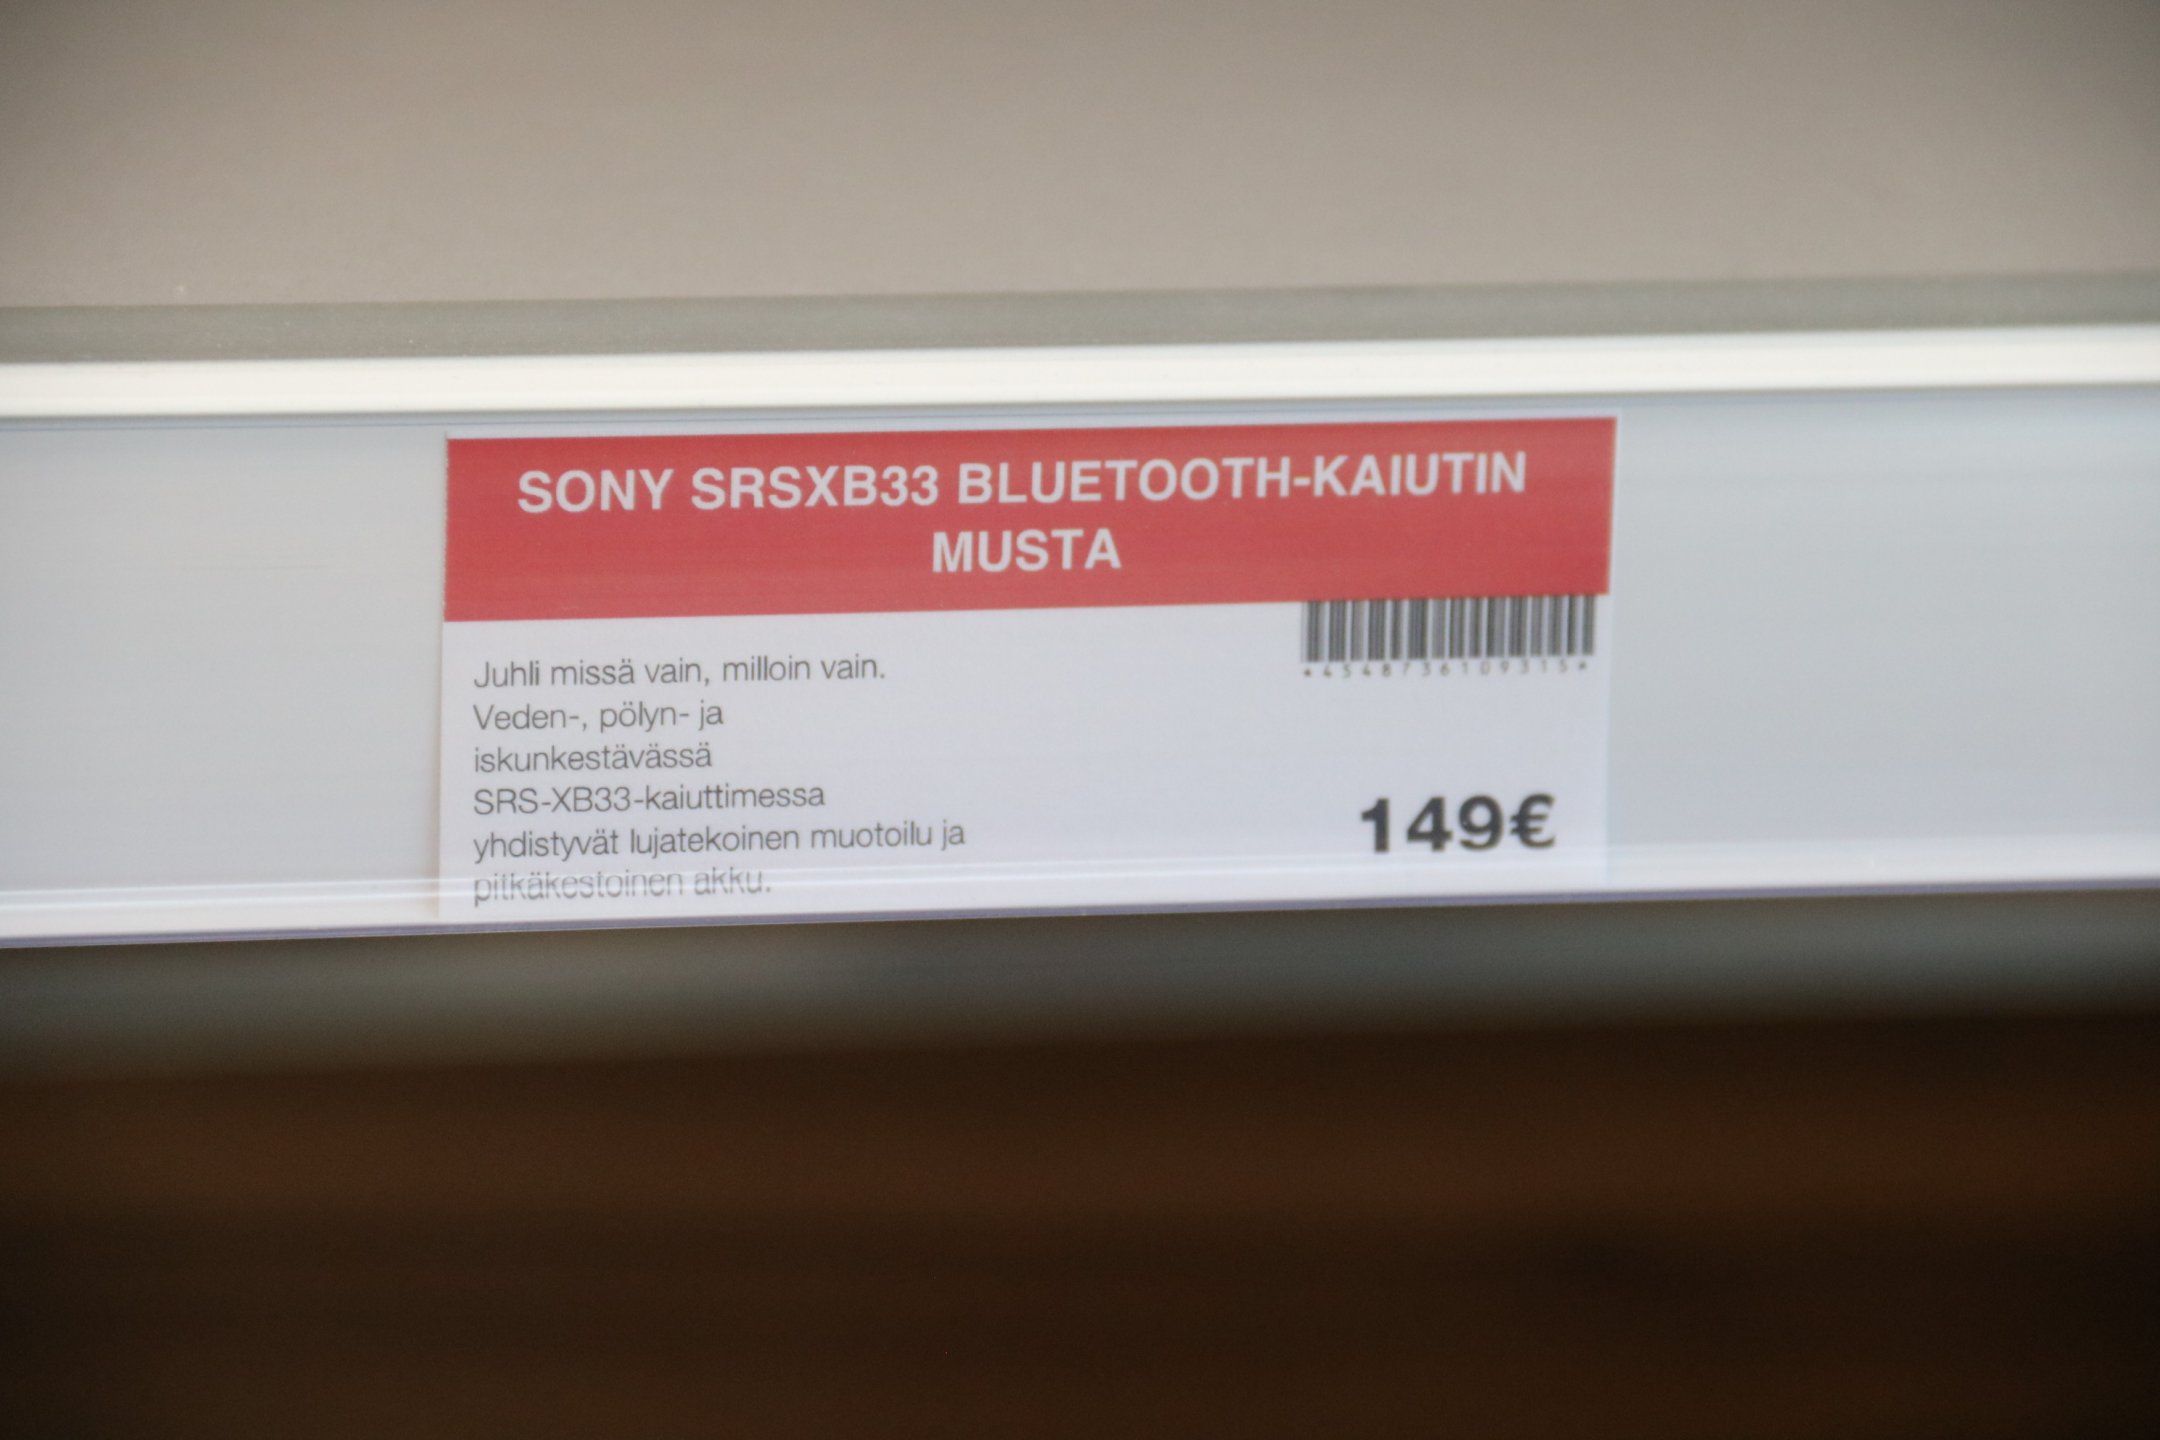 SONY SRSXB33 BLUETOOTH-KAIUTIN
MUSTA
*4548736109315*
Juhli missä vain, milloin vain.
Veden-, pölyn- ja
iskunkestävässä
SRS-XB33-kaiuttimessa
yhdistyvät lujatekoinen muotoilu ja
pitkäkestoinen akku.
149€